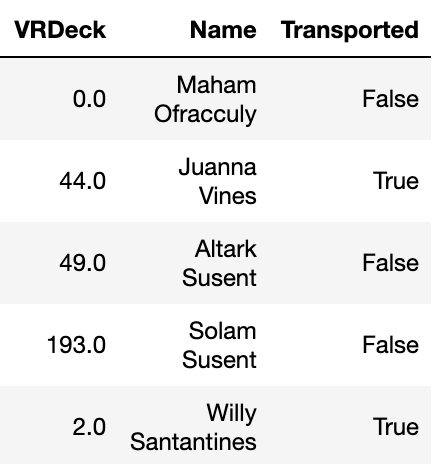 VRDeck Name Transported
0.0 Maham Ofracculy False
44.0 Juanna Vines True
49.0 Altark Susent False
193.0 Solam Susent False
2.0 Willy Santantines True